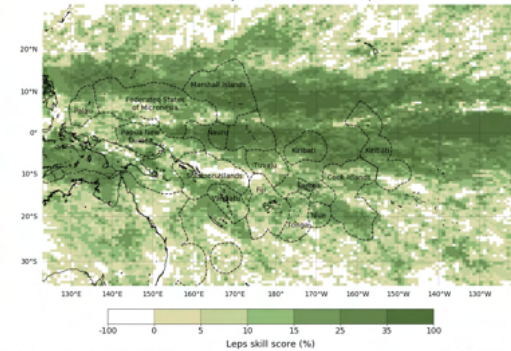 20°N
10°N
Marshall Islands
Federated States
of Micronesia
0°
Papua New
Nauru
Kiribati
Kiribati
10°S
Tuvalu
Solomon Islands
Cook Islands
Samoa
Vanuatu
Fiji
20°S
Niue
Tonga
30°S
130°E 140°E 150°E 160°E 170°E 180° 170°W 160°W 150°W 140°W 130°W
-100 0 5 10 15 25 35 100
Leps skill score (%)